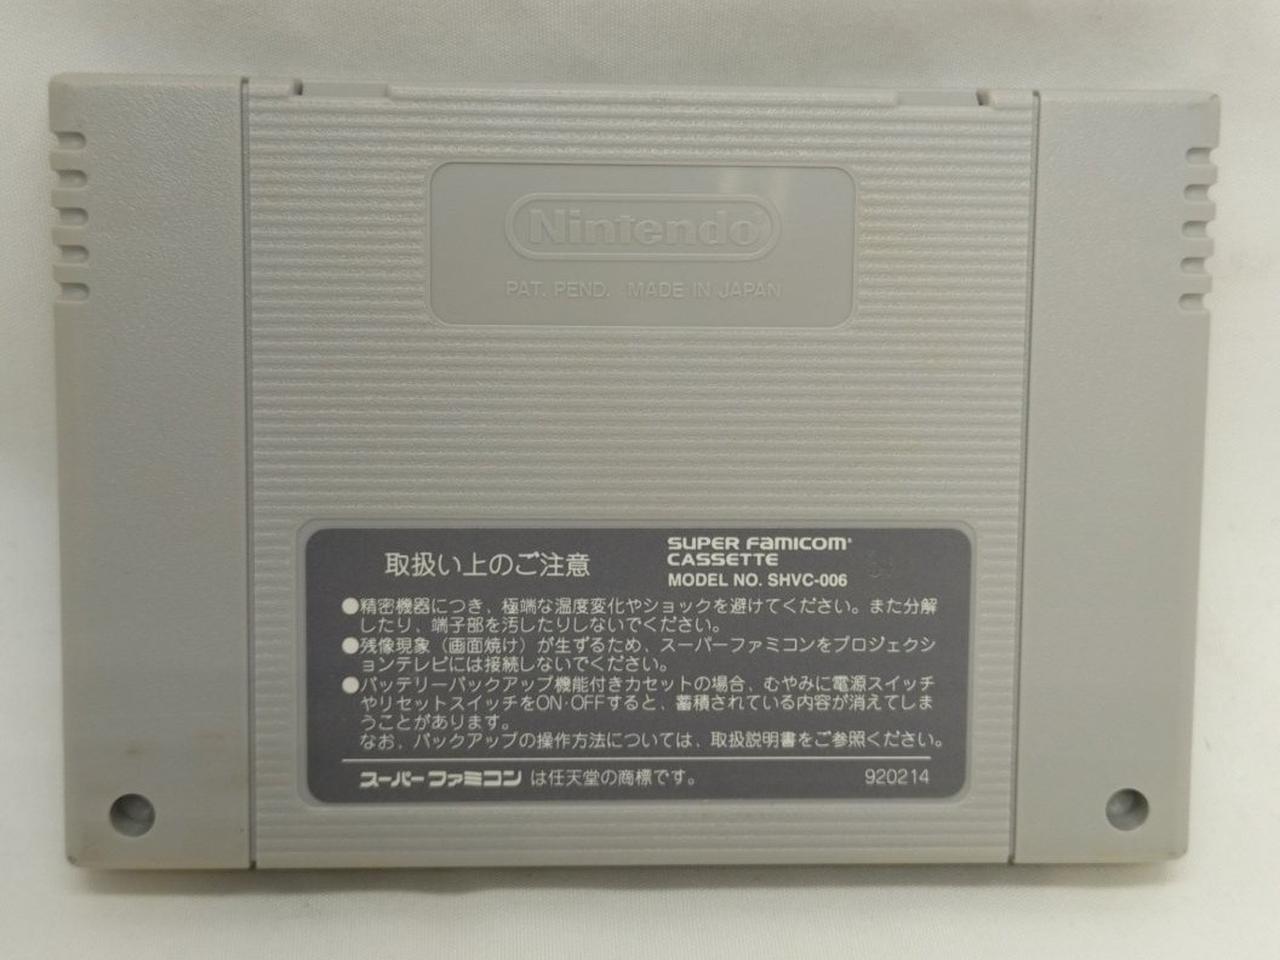 Nintendo
PAT. PEND. MADE IN JAPAN
取扱い上のご注意
SUPER FAMICOM
CASSETTE
MODEL NO. SHVC-006
●精密機器につき、極端な温度変化やショックを避けてください。また分解
したり、端子部を汚したりしないでください。
●残像現象（画面焼け）が生ずるため、スーパーファミコンをプロジェクシ
ョンテレビには接続しないでください。
●バッテリーバックアップ機能付きカセットの場合、むやみに電源スイッチ
やリセットスイッチをON・OFFすると、蓄積されている内容が消えてしま
うことがあります。
なお、バックアップの操作方法については、取扱説明書をご参照ください。
スーパーファミコン は任天堂の商標です。
920214